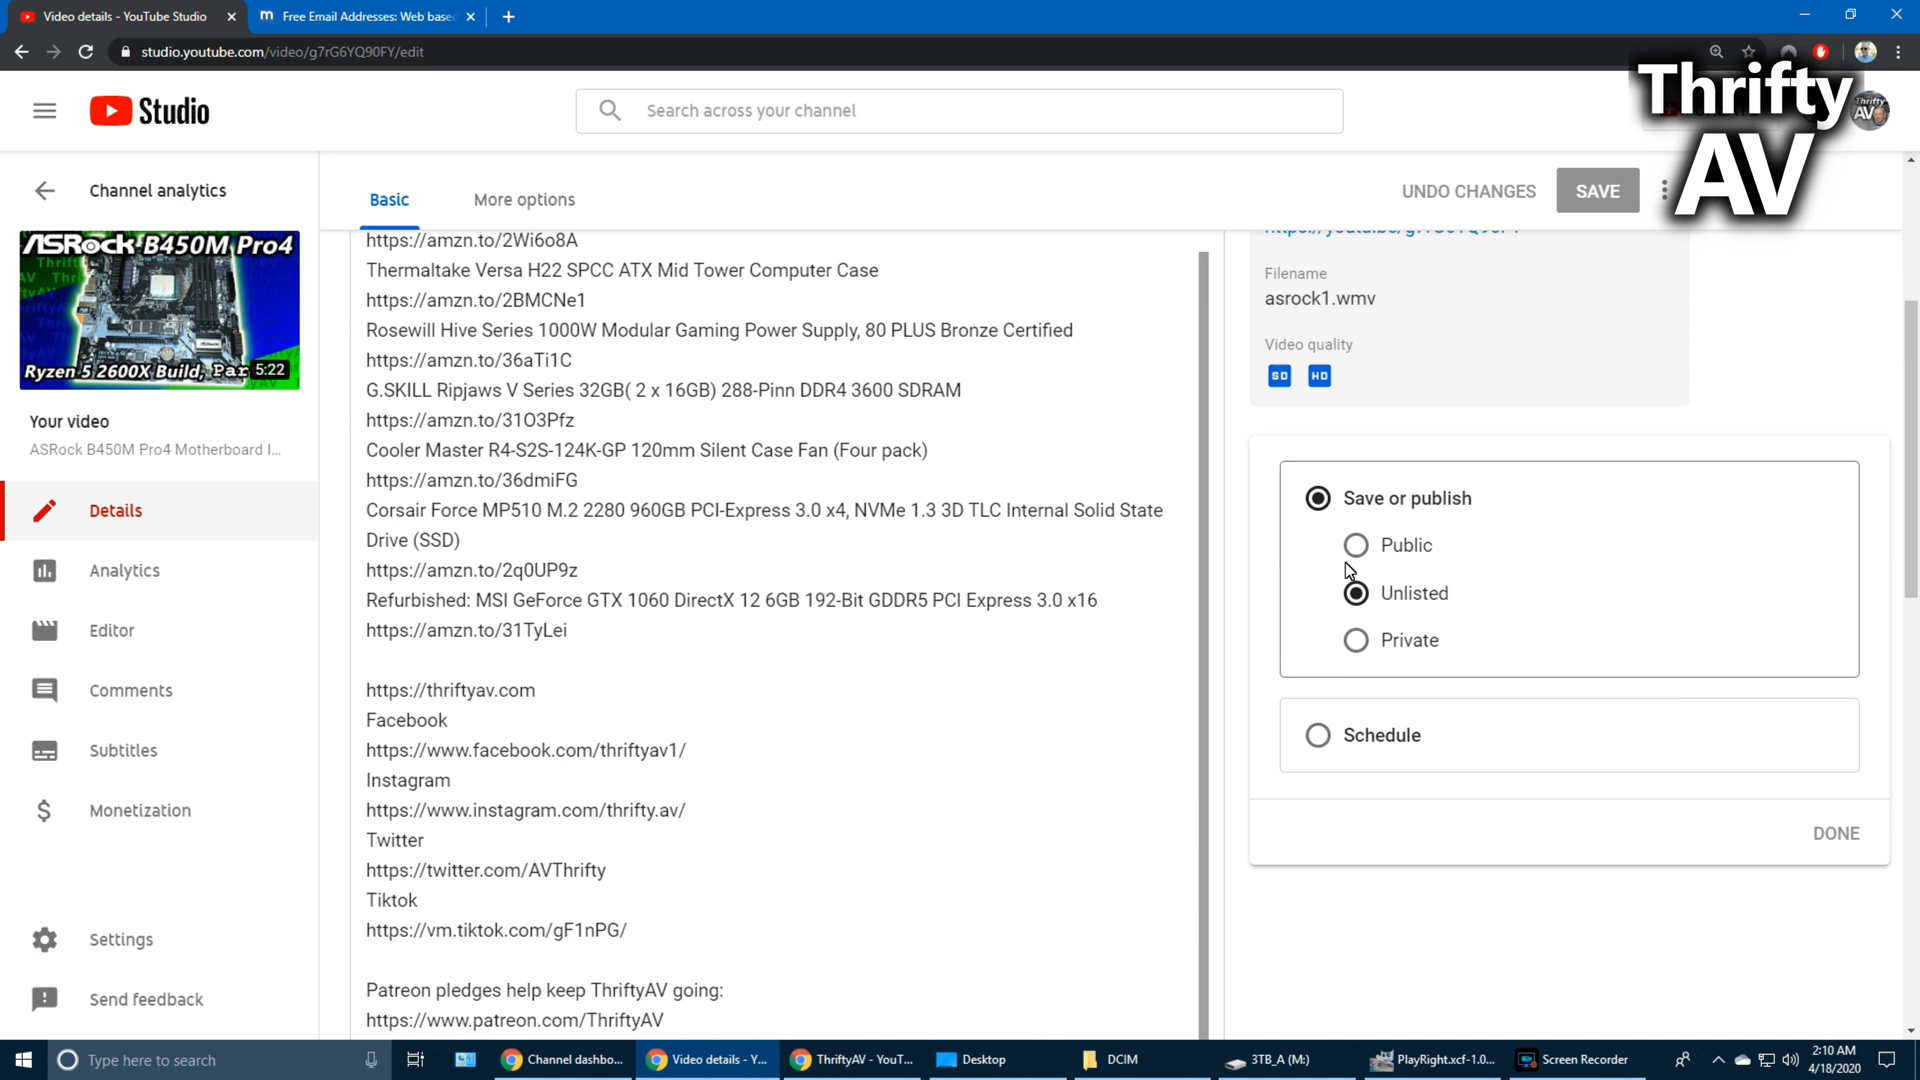 Video details - YouTube Studio
Free Email Addresses: Web based
studio.youtube.com/video/g7rG6YQ90FY/edit
Studio
Search across your channel
Thrifty
AV
Channel analytics
Basic
More options
UNDO CHANGES
SAVE
ASRock B450M Pro4
Ryzen 5 2600X Build, Par
5:22
Your video
ASRock B450M Pro4 Motherboard I...
Details
Analytics
Editor
Comments
Subtitles
Monetization
Settings
Send feedback
https://amzn.to/2Wi6o8A
Thermaltake Versa H22 SPCC ATX Mid Tower Computer Case
https://amzn.to/2BMCNe1
Rosewill Hive Series 1000W Modular Gaming Power Supply, 80 PLUS Bronze Certified
https://amzn.to/36aTi1C
G.SKILL Ripjaws V Series 32GB( 2 x 16GB) 288-Pinn DDR4 3600 SDRAM
https://amzn.to/31O3Pfz
Cooler Master R4-S2S-124K-GP 120mm Silent Case Fan (Four pack)
https://amzn.to/36dmiFG
Corsair Force MP510 M.2 2280 960GB PCI-Express 3.0 x4, NVMe 1.3 3D TLC Internal Solid State
Drive (SSD)
https://amzn.to/2q0UP9z
Refurbished: MSI GeForce GTX 1060 DirectX 12 6GB 192-Bit GDDR5 PCI Express 3.0 x16
https://amzn.to/31TyLei
https://thriftyav.com
Facebook
https://www.facebook.com/thriftyav1/
Instagram
https://www.instagram.com/thrifty.av/
Twitter
https://twitter.com/AVThrifty
Tiktok
https://vm.tiktok.com/gF1nPG/
Patreon pledges help keep ThriftyAV going:
https://www.patreon.com/ThriftyAV
Filename
asrock1.wmv
Video quality
SD HD
Save or publish
Public
Unlisted
Private
Schedule
DONE
Type here to search
Channel dashbo...
Video details - Y...
ThriftyAV - YouT...
Desktop
DCIM
3TB_A (M:)
PlayRight.xcf-1.0...
Screen Recorder
2:10 AM
4/18/2020